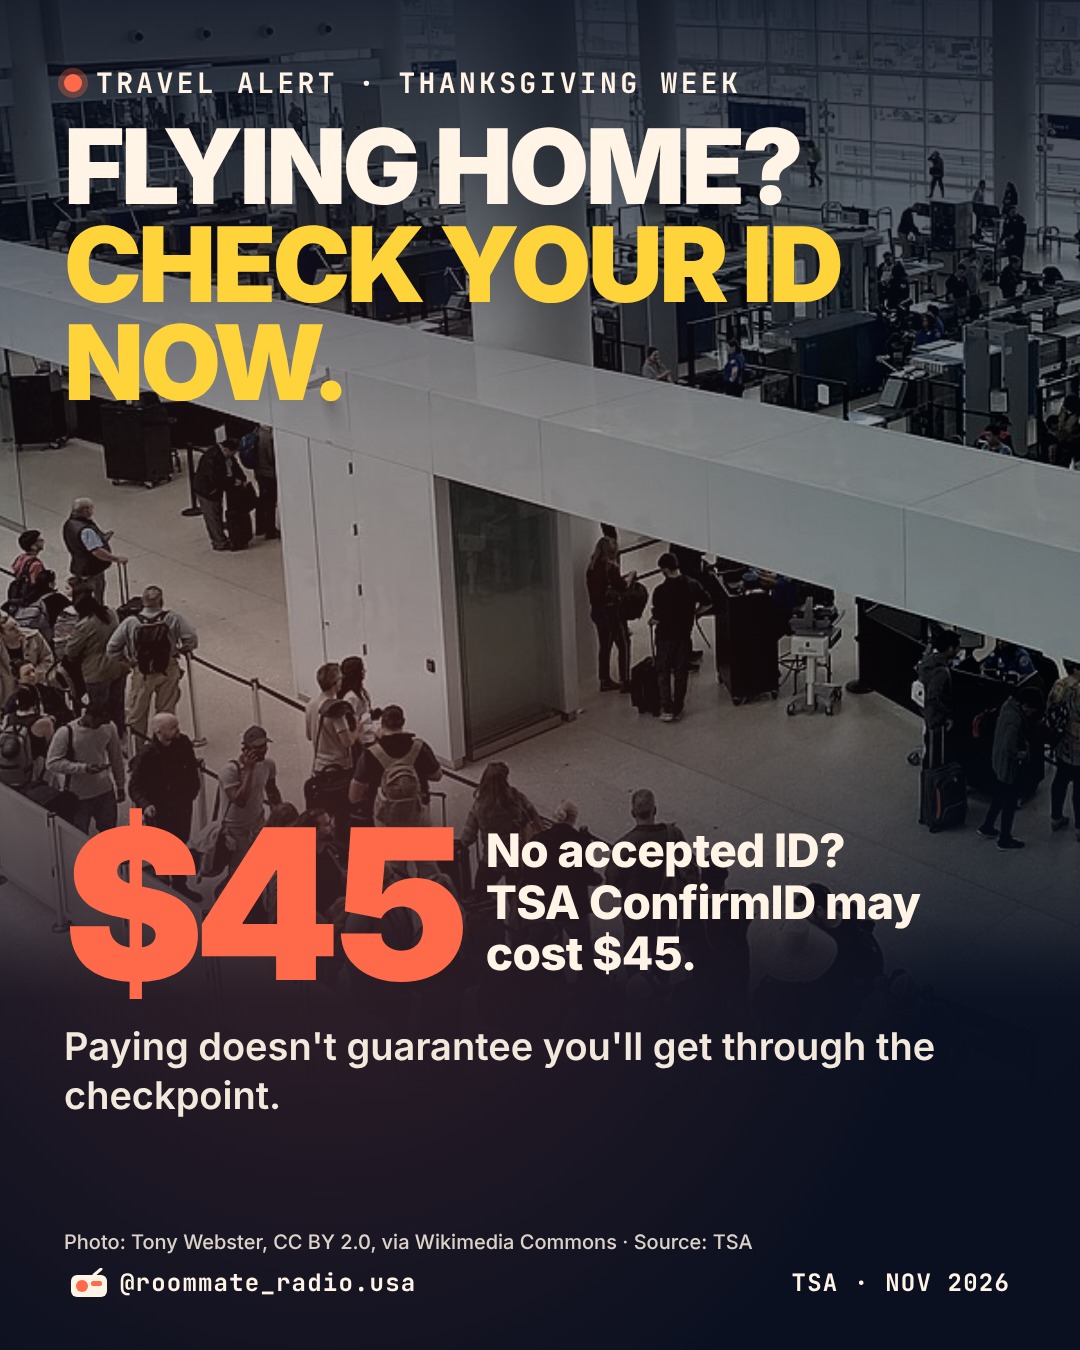 TRAVEL ALERT · THANKSGIVING WEEK
FLYING HOME?
CHECK YOUR ID
NOW.
$45
No accepted ID?
TSA ConfirmID may
cost $45.
Paying doesn't guarantee you'll get through the
checkpoint.
Photo: Tony Webster, CC BY 2.0, via Wikimedia Commons · Source: TSA
@roommate_radio.usa
TSA · NOV 2026